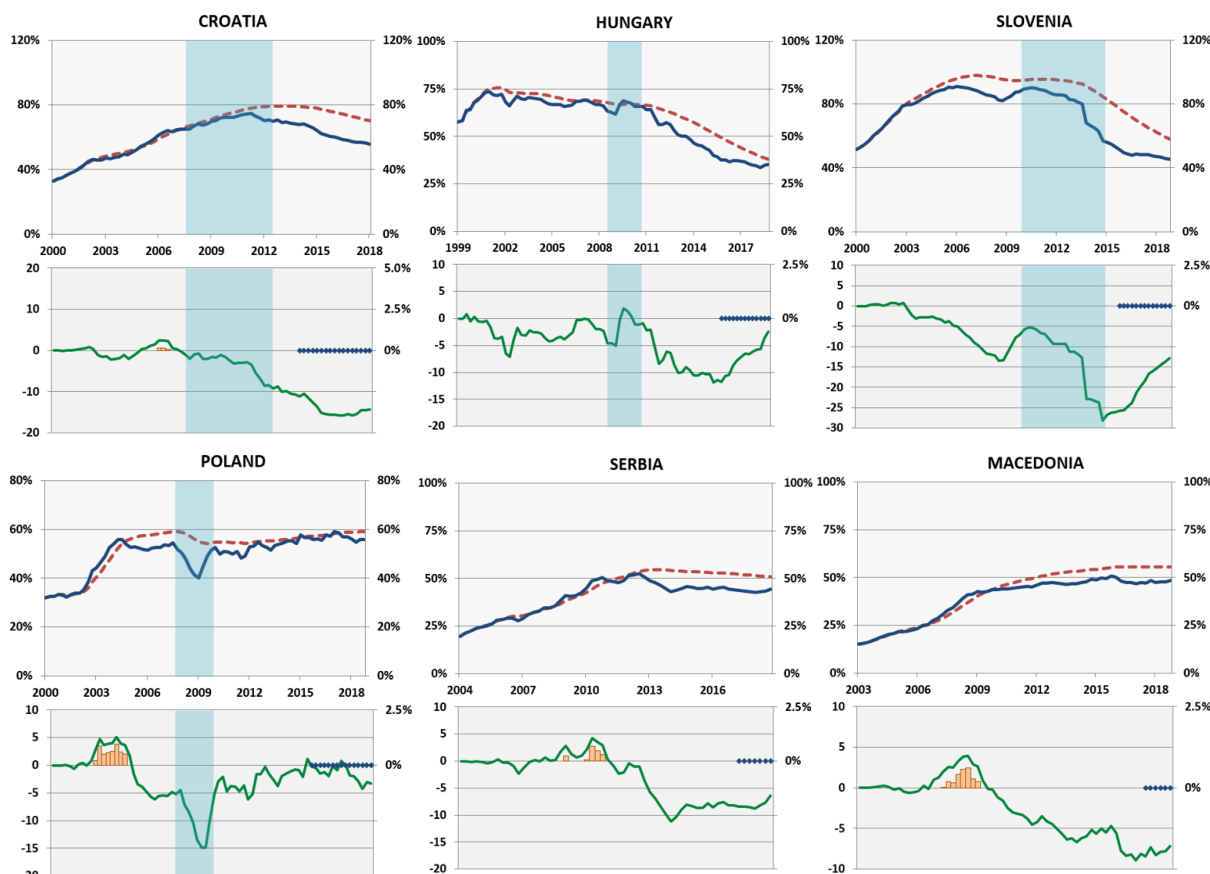 CROATIA HUNGARY SLOVENIA
120% 120% 100% 100% 120% 120%
80% 80% 75% 75% 80% 80%
50% 50%
40% 40% 25% 25% 40% 40%
0% 0% 0% 0% 0% 0%
2000 2003 2006 2009 2012 2015 2018 1999 2002 2005 2008 2011 2014 2017 2000 2003 2006 2009 2012 2015 2018
20 5.0% 10 2.5% 10 2.5%
10 2.5% 5 5
0 0% 0 0% 0 0%
-5 -5
-10 -10 -10
-15 -15
-20 -20 -20
-25
-30
POLAND SERBIA MACEDONIA
80% 80% 100% 100% 100% 100%
60% 60% 75% 75% 75% 75%
40% 40% 50% 50% 50% 50%
20% 20% 25% 25% 25% 25%
0% 0% 0% 0% 0% 0%
2000 2003 2006 2009 2012 2015 2018 2004 2007 2010 2013 2016 2003 2006 2009 2012 2015 2018
10 2.5% 10 2.5% 10 2.5%
5 5 5
0 0% 0 0% 0 0%
-5 -5 -5
-10 -10 -10
-15 -15
-20 -20